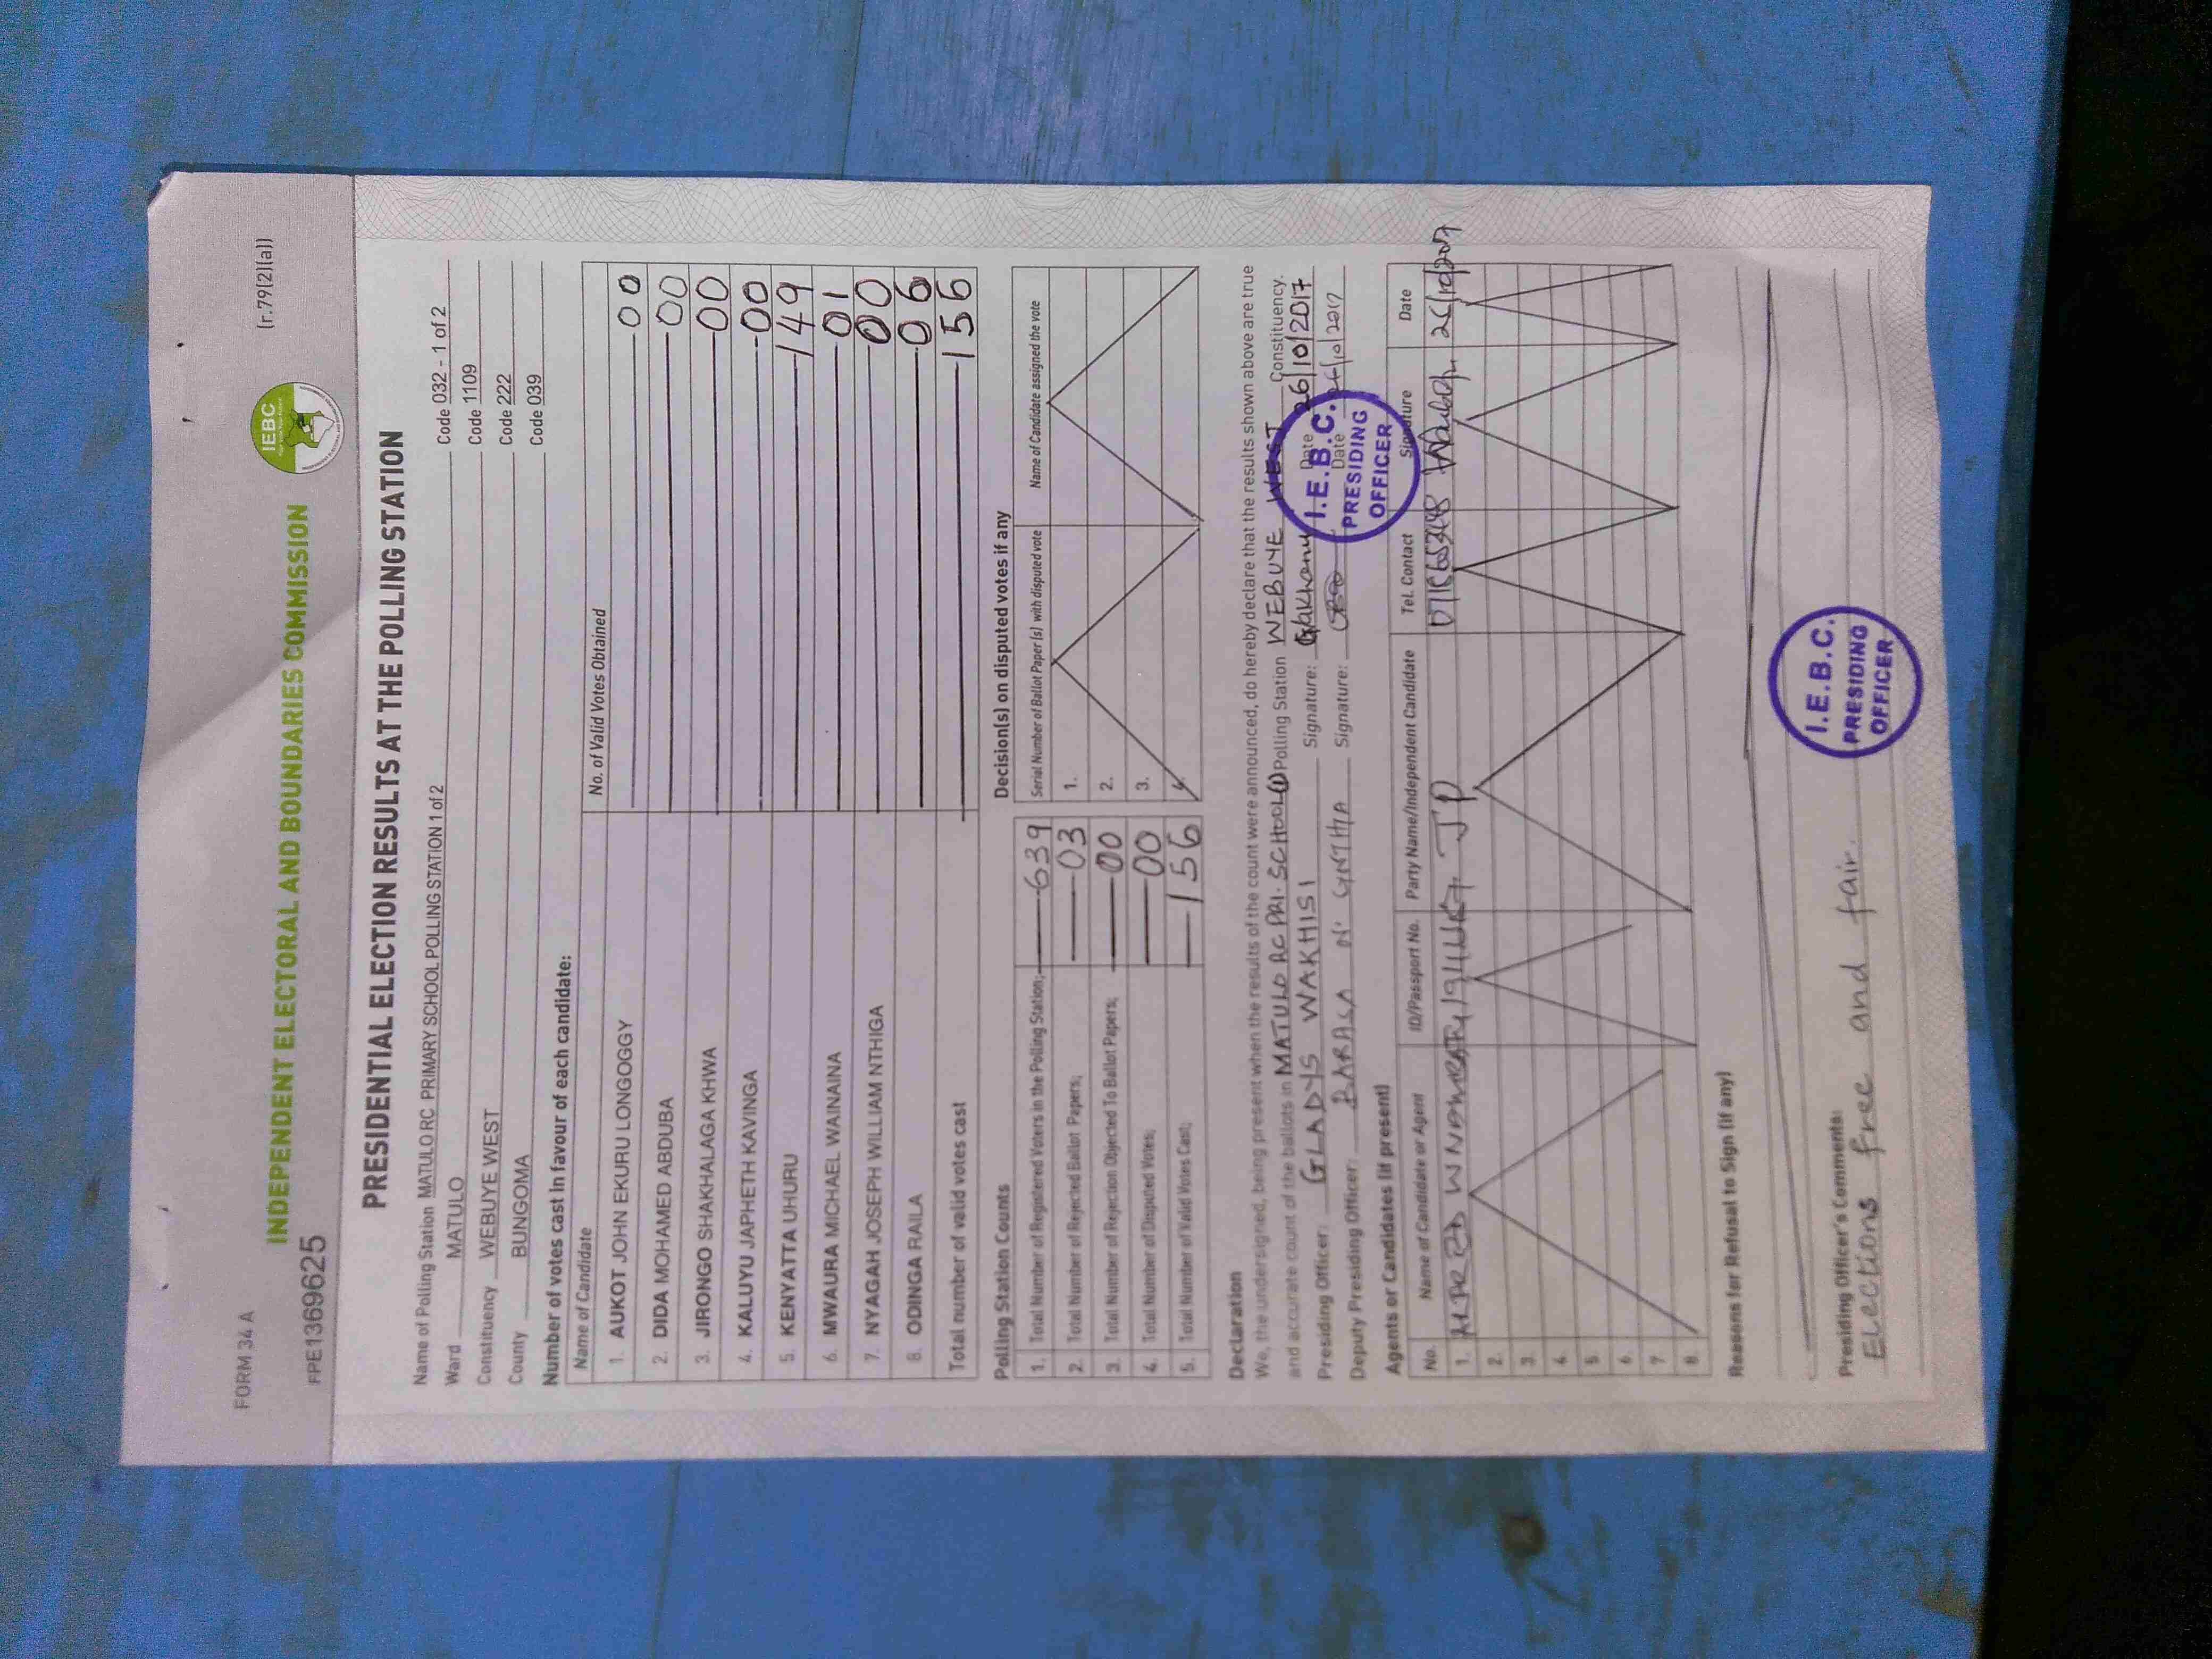 FORM 34 A
(r.79(2)(a))
IEBC
INDEPENDENT ELECTORAL AND BOUNDARIES COMMISSION
FPE1369625
PRESIDENTIAL ELECTION RESULTS AT THE POLLING STATION
Name of Polling Station MATULO RC PRIMARY SCHOOL POLLING STATION 1 of 2 Code 032 - 1 of 2
Ward MATULO Code 1109
Constituency WEBUYE WEST Code 222
County BUNGOMA Code 039
Number of votes cast in favour of each candidate:
Name of Candidate No. of Valid Votes Obtained
1. AUKOT JOHN EKURU LONGOGGY 00
2. DIDA MOHAMED ABDUBA 00
3. JIRONGO SHAKHALAGA KHWA 00
4. KALUYU JAPHETH KAVINGA 00
5. KENYATTA UHURU 149
6. MWAURA MICHAEL WAINAINA 01
7. NYAGAH JOSEPH WILLIAM NTHIGA 00
8. ODINGA RAILA 06
Total number of valid votes cast 156
Polling Station Counts
1. Total Number of Registered Voters in the Polling Station; 639
2. Total Number of Rejected Ballot Papers; 03
3. Total Number of Rejection Objected To Ballot Papers; 00
4. Total Number of Disputed Votes; 00
5. Total Number of Valid Votes Cast; 156
Decision(s) on disputed votes if any
Serial Number of Ballot Paper (s) with disputed vote Name of Candidate assigned the vote
1.
2.
3.
4.
Declaration
We, the undersigned, being present when the results of the count were announced, do hereby declare that the results shown above are true
and accurate count of the ballots in MATULO RC PRI. SCHOOL (1) Polling Station WEBUYE WEST Constituency.
Presiding Officer: GLADYS WAKHISI Signature: Date 26/10/2017
Deputy Presiding Officer: BARASA N. CYNTHIA Signature: Date 26/10/2017
I.E.B.C.
PRESIDING
OFFICER
Agents or Candidates (if present)
No. Name of Candidate or Agent ID/Passport No. Party Name/Independent Candidate Tel. Contact Signature Date
1. JP 26/10/2017
2.
3.
4.
5.
6.
7.
8.
Reasons for Refusal to Sign (if any)
Presiding Officer's Comments:
Elections free and fair.
I.E.B.C.
PRESIDING
OFFICER